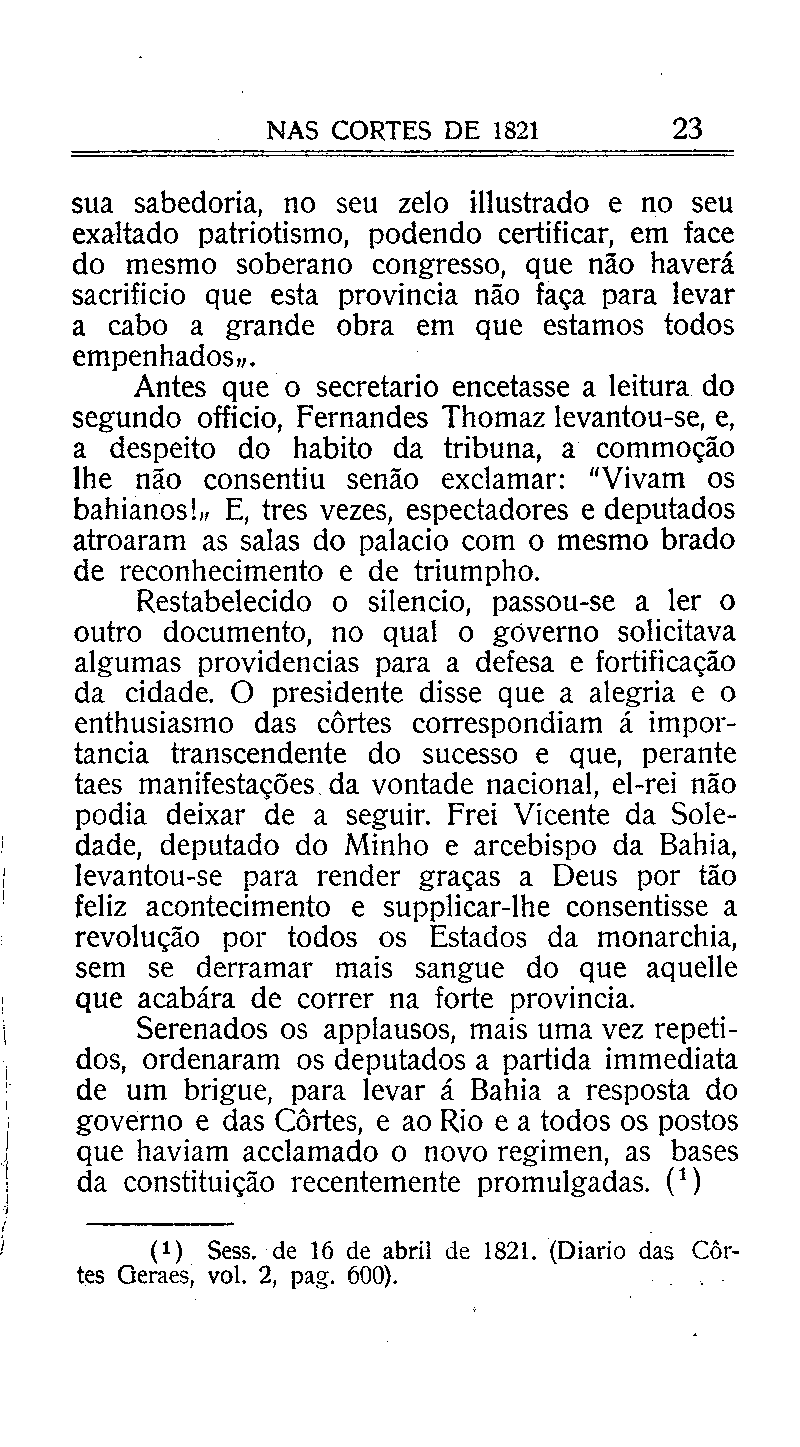 NAS CORTES DE 1821 23
sua sabedoria, no seu zelo illustrado e no seu
exaltado patriotismo, podendo certificar, em face
do mesmo soberano congresso, que não haverá
sacrificio que esta provincia não faça para levar
a cabo a grande obra em que estamos todos
empenhados„.
Antes que o secretario encetasse a leitura do
segundo officio, Fernandes Thomaz levantou-se, e,
a despeito do habito da tribuna, a commoção
lhe não consentiu senão exclamar: “Vivam os
bahianos!„ E, tres vezes, espectadores e deputados
atroaram as salas do palacio com o mesmo brado
de reconhecimento e de triumpho.
Restabelecido o silencio, passou-se a ler o
outro documento, no qual o governo solicitava
algumas providencias para a defesa e fortificação
da cidade. O presidente disse que a alegria e o
enthusiasmo das côrtes correspondiam á impor-
tancia transcendente do sucesso e que, perante
taes manifestações da vontade nacional, el-rei não
podia deixar de a seguir. Frei Vicente da Sole-
dade, deputado do Minho e arcebispo da Bahia,
levantou-se para render graças a Deus por tão
feliz acontecimento e supplicar-lhe consentisse a
revolução por todos os Estados da monarchia,
sem se derramar mais sangue do que aquelle
que acabára de correr na forte provincia.
Serenados os applausos, mais uma vez repeti-
dos, ordenaram os deputados a partida immediata
de um brigue, para levar á Bahia a resposta do
governo e das Côrtes, e ao Rio e a todos os postos
que haviam acclamado o novo regimen, as bases
da constituição recentemente promulgadas. (¹)
(1) Sess. de 16 de abril de 1821. (Diario das Côr-
tes Geraes, vol. 2, pag. 600).